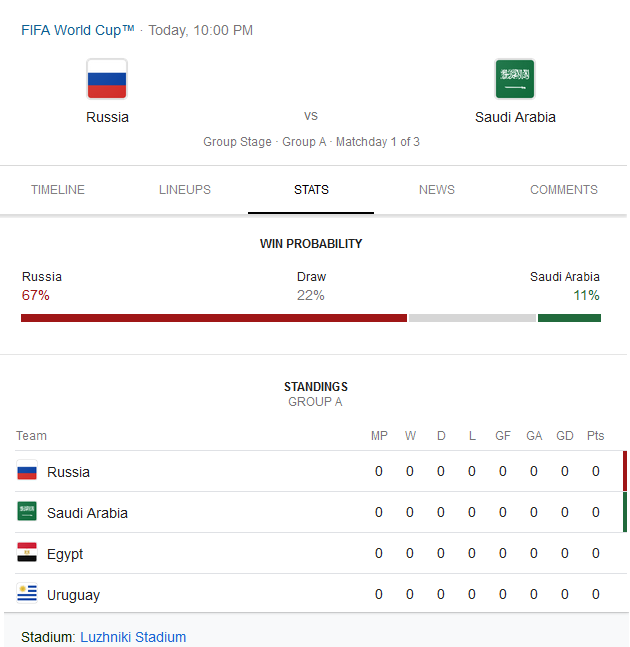 FIFA World Cup™ · Today, 10:00 PM
Russia vs Saudi Arabia
Group Stage · Group A · Matchday 1 of 3
TIMELINE LINEUPS STATS NEWS COMMENTS
WIN PROBABILITY
Russia Draw Saudi Arabia
67% 22% 11%
STANDINGS
GROUP A
Team MP W D L GF GA GD Pts
Russia 0 0 0 0 0 0 0 0
Saudi Arabia 0 0 0 0 0 0 0 0
Egypt 0 0 0 0 0 0 0 0
Uruguay 0 0 0 0 0 0 0 0
Stadium: Luzhniki Stadium